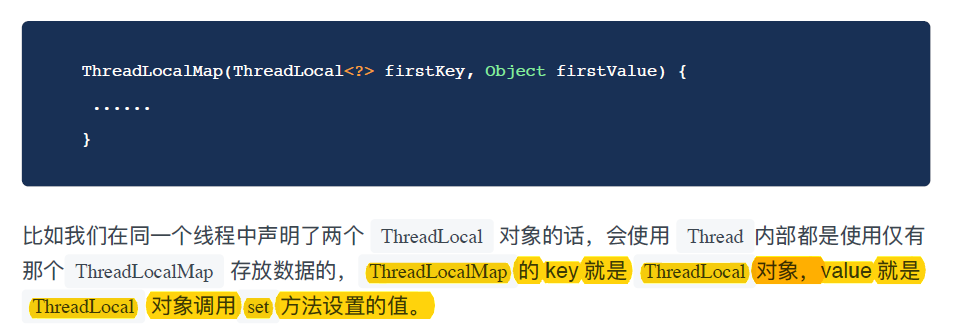 ThreadLocalMap(ThreadLocal<?> firstKey, Object firstValue) {
......
}
比如我们在同一个线程中声明了两个 ThreadLocal 对象的话，会使用 Thread 内部都是使用仅有
那个 ThreadLocalMap 存放数据的，ThreadLocalMap 的 key 就是 ThreadLocal 对象，value 就是
ThreadLocal 对象调用 set 方法设置的值。